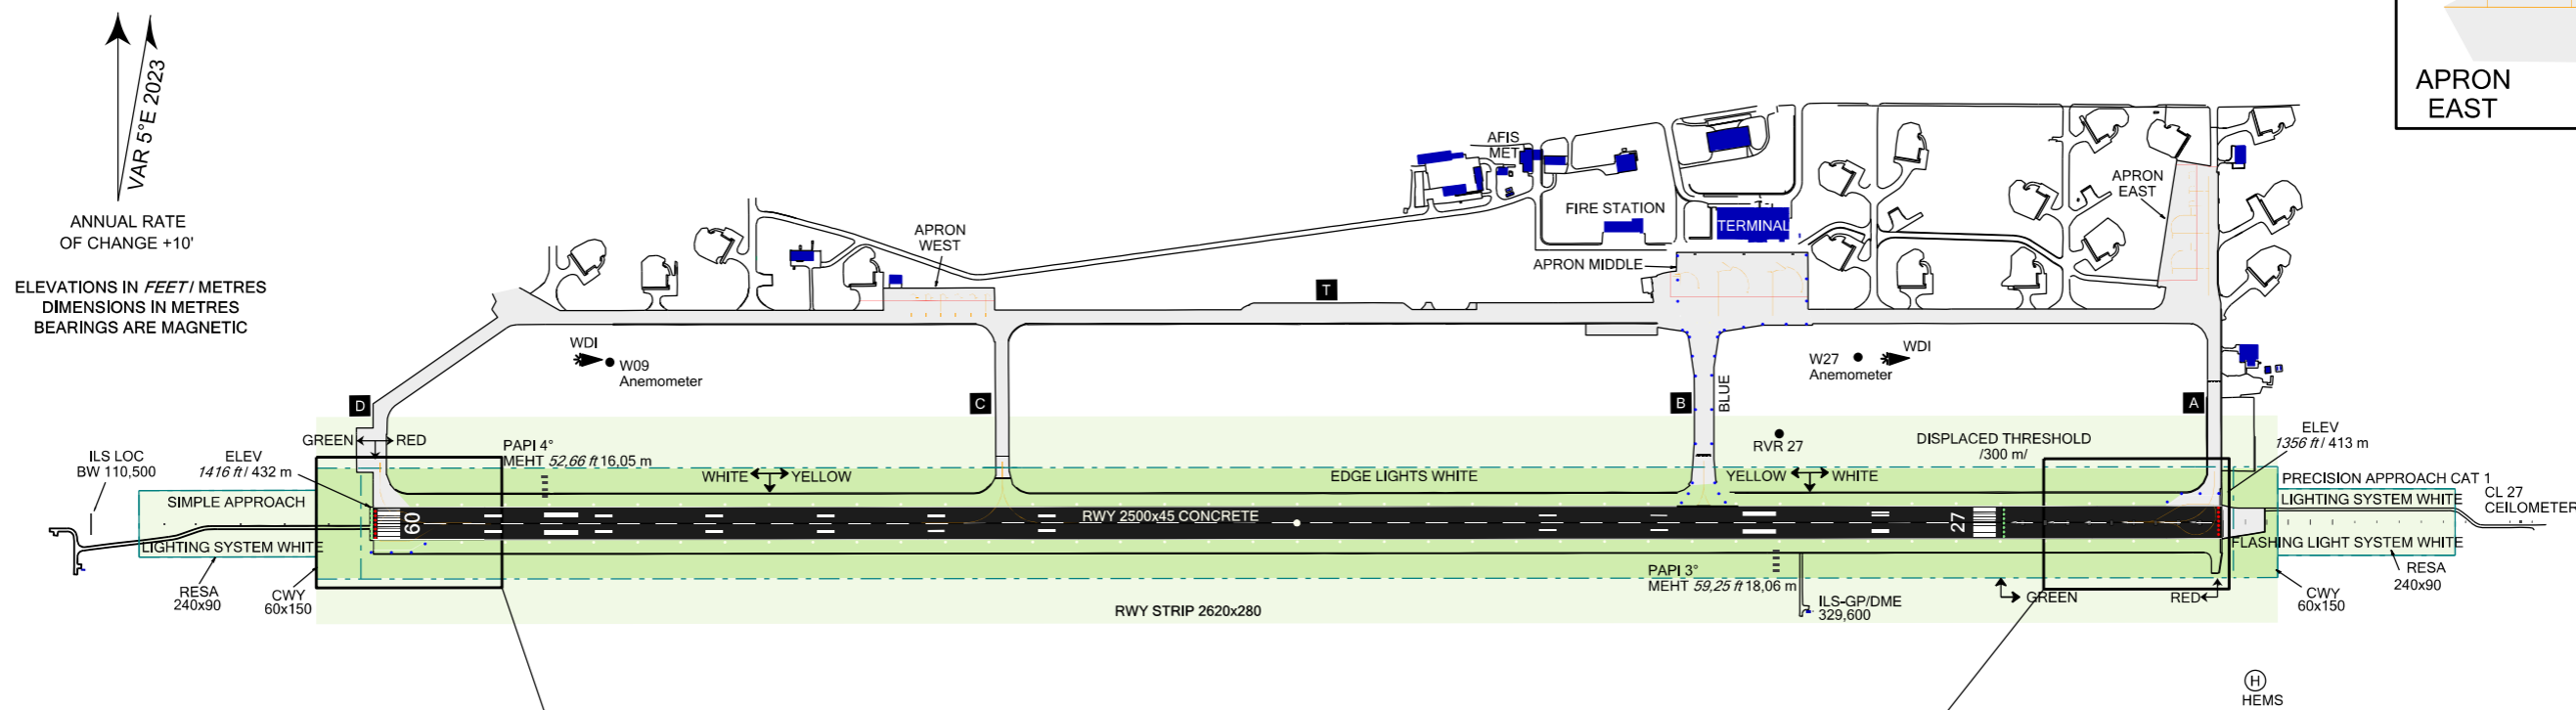 VAR 5°E 2023
ANNUAL RATE
OF CHANGE +10'
ELEVATIONS IN FEET / METRES
DIMENSIONS IN METRES
BEARINGS ARE MAGNETIC
APRON
EAST
AFIS
MET
FIRE STATION
TERMINAL
APRON
EAST
APRON
WEST
APRON MIDDLE
T
WDI
W09
Anemometer
W27
Anemometer
WDI
D
C
B
BLUE
A
GREEN
RED
PAPI 4°
MEHT 52,66 ft 16,05 m
RVR 27
DISPLACED THRESHOLD
/300 m/
ELEV
1356 ft / 413 m
ILS LOC
BW 110,500
ELEV
1416 ft / 432 m
WHITE
YELLOW
EDGE LIGHTS WHITE
YELLOW
WHITE
PRECISION APPROACH CAT 1
LIGHTING SYSTEM WHITE
CL 27
CEILOMETER
SIMPLE APPROACH
LIGHTING SYSTEM WHITE
09
RWY 2500x45 CONCRETE
27
FLASHING LIGHT SYSTEM WHITE
RESA
240x90
CWY
60x150
RWY STRIP 2620x280
PAPI 3°
MEHT 59,25 ft 18,06 m
ILS-GP/DME
329,600
GREEN
RED
CWY
60x150
RESA
240x90
H
HEMS